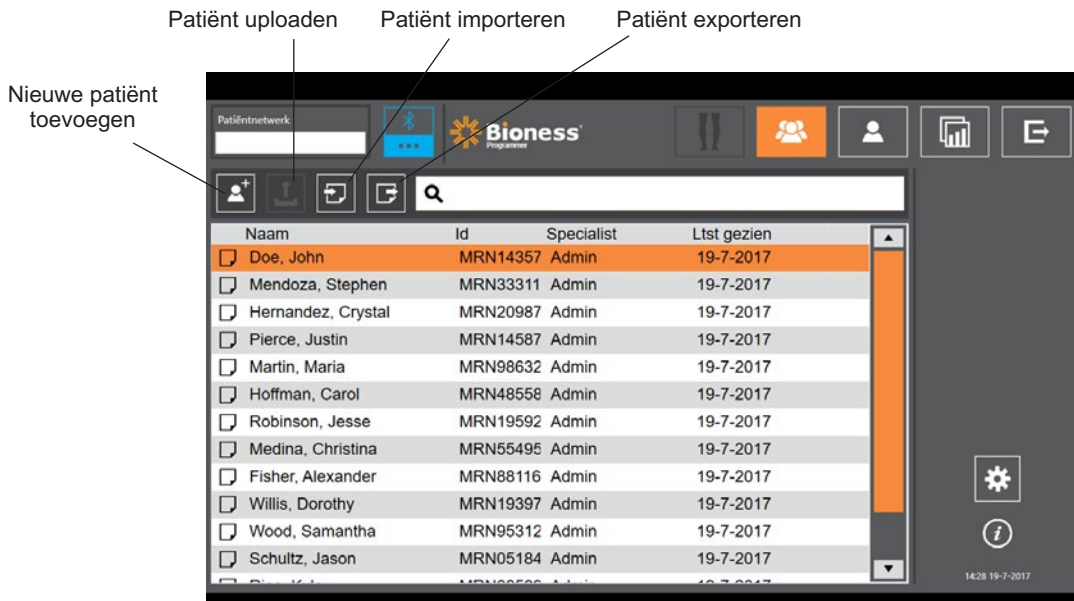 Patiënt uploaden Patiënt importeren Patiënt exporteren
Nieuwe patiënt
toevoegen
Patiëntnetwerk
Bioness
Programmer
Naam Id Specialist Ltst gezien
Doe, John MRN14357 Admin 19-7-2017
Mendoza, Stephen MRN33311 Admin 19-7-2017
Hernandez, Crystal MRN20987 Admin 19-7-2017
Pierce, Justin MRN14587 Admin 19-7-2017
Martin, Maria MRN98632 Admin 19-7-2017
Hoffman, Carol MRN48558 Admin 19-7-2017
Robinson, Jesse MRN19592 Admin 19-7-2017
Medina, Christina MRN55495 Admin 19-7-2017
Fisher, Alexander MRN88116 Admin 19-7-2017
Willis, Dorothy MRN19397 Admin 19-7-2017
Wood, Samantha MRN95312 Admin 19-7-2017
Schultz, Jason MRN05184 Admin 19-7-2017
14:28 19-7-2017